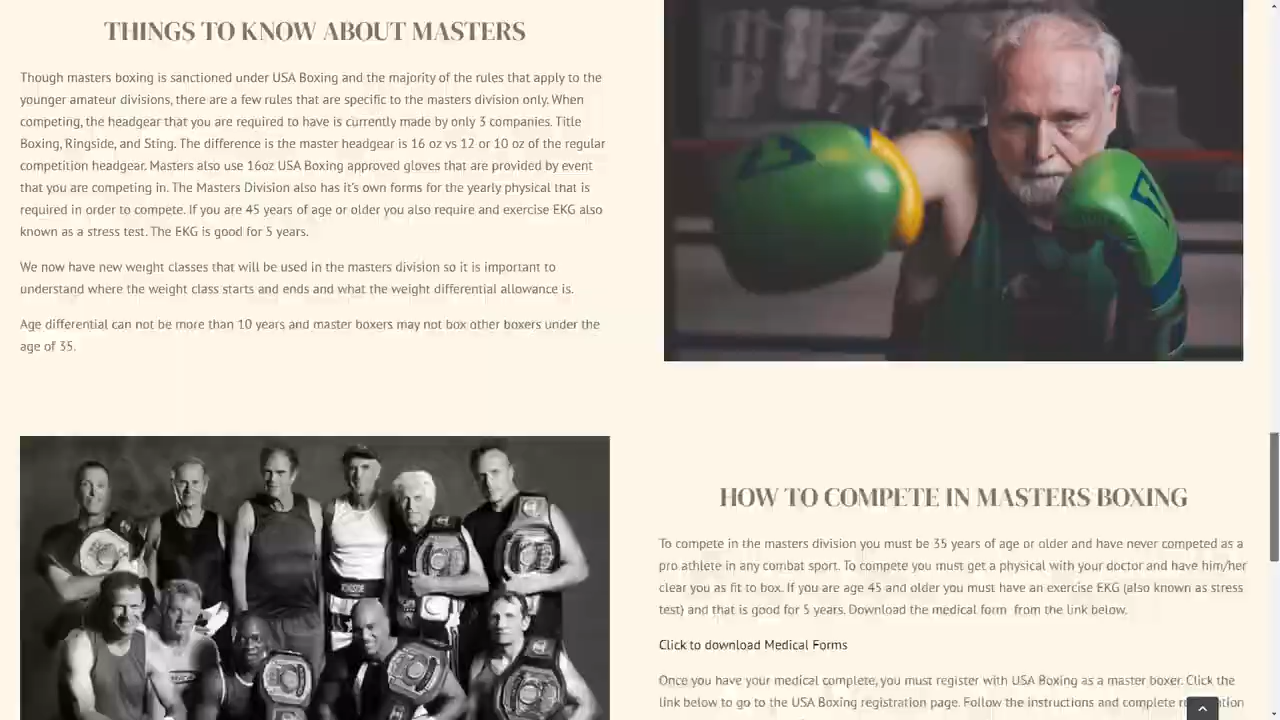 THINGS TO KNOW ABOUT MASTERS
Though masters boxing is sanctioned under USA Boxing and the majority of the rules that apply to the
younger amateur divisions, there are a few rules that are specific to the masters division only. When
competing, the headgear that you are required to have is currently made by only 3 companies. Title
Boxing, Ringside, and Sting. The difference is the master headgear is 16 oz vs 12 or 10 oz of the regular
competition headgear. Masters also use 16oz USA Boxing approved gloves that are provided by event
that you are competing in. The Masters Division also has it's own forms for the yearly physical that is
required in order to compete. If you are 45 years of age or older you also require and exercise EKG also
known as a stress test. The EKG is good for 5 years.
We now have new weight classes that will be used in the masters division so it is important to
understand where the weight class starts and ends and what the weight differential allowance is.
Age differential can not be more than 10 years and master boxers may not box other boxers under the
age of 35.
HOW TO COMPETE IN MASTERS BOXING
To compete in the masters division you must be 35 years of age or older and have never competed as a
pro athlete in any combat sport. To compete you must get a physical with your doctor and have him/her
clear you as fit to box. If you are age 45 and older you must have an exercise EKG (also known as stress
test) and that is good for 5 years. Download the medical form from the link below.
Click to download Medical Forms
Once you have your medical complete, you must register with USA Boxing as a master boxer. Click the
link below to go to the USA Boxing registration page. Follow the instructions and complete